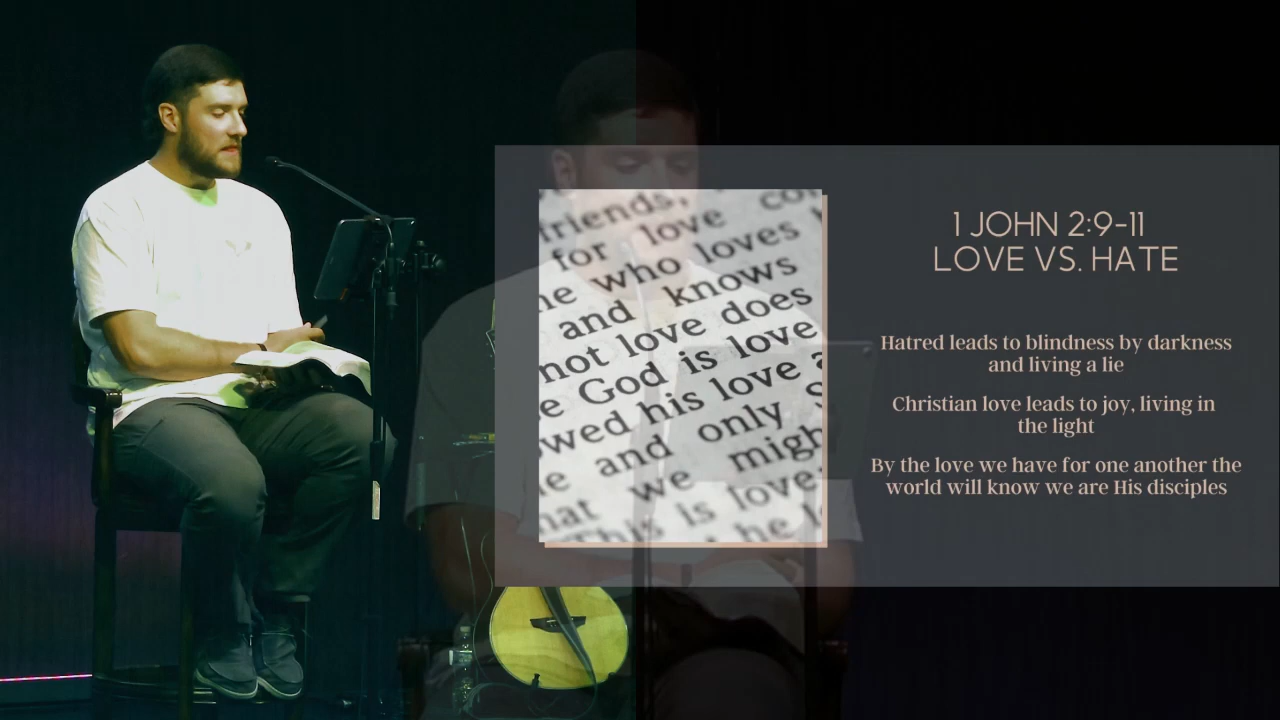 friends,
for love
who loves
and knows
not love does
God is love
his love
and only
we
This is love
1 JOHN 2:9-11
LOVE VS. HATE
Hatred leads to blindness by darkness
and living a lie
Christian love leads to joy, living in
the light
By the love we have for one another the
world will know we are His disciples